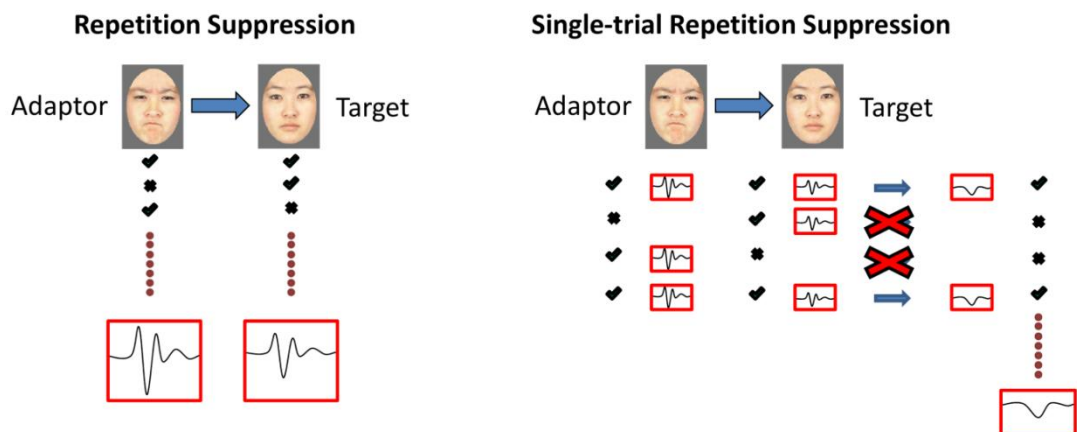 Repetition Suppression
Single-trial Repetition Suppression
Adaptor
Target
Adaptor
Target